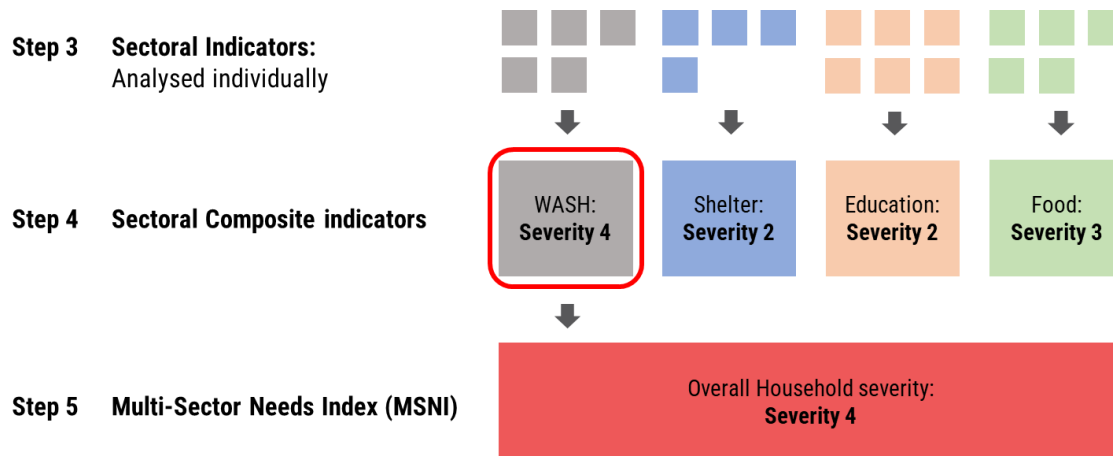 Step 3 Sectoral Indicators:
Analysed individually
Step 4 Sectoral Composite indicators
WASH:
Severity 4
Shelter:
Severity 2
Education:
Severity 2
Food:
Severity 3
Step 5 Multi-Sector Needs Index (MSNI)
Overall Household severity:
Severity 4